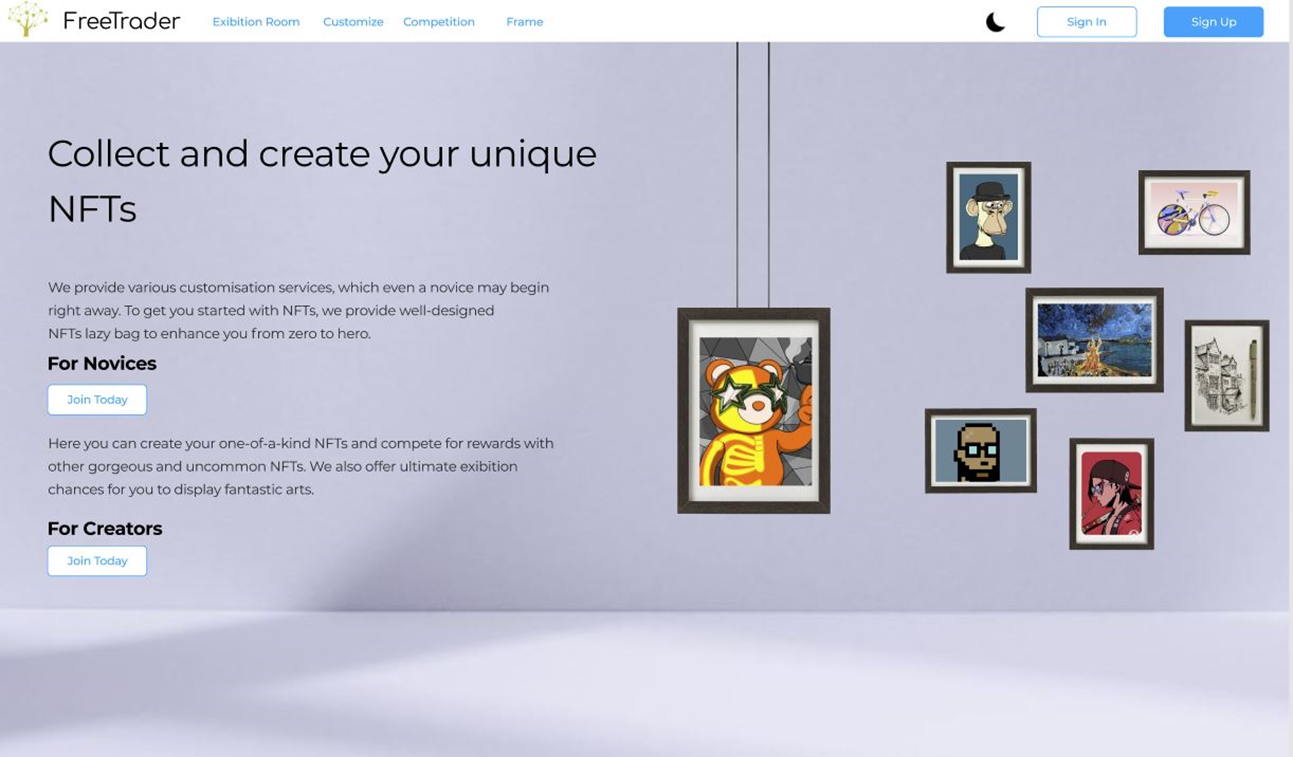 FreeTrader
Exibition Room
Customize
Competition
Frame
Sign In
Sign Up
Collect and create your unique
NFTs
We provide various customisation services, which even a novice may begin
right away. To get you started with NFTs, we provide well-designed
NFTs lazy bag to enhance you from zero to hero.
For Novices
Join Today
Here you can create your one-of-a-kind NFTs and compete for rewards with
other gorgeous and uncommon NFTs. We also offer ultimate exibition
chances for you to display fantastic arts.
For Creators
Join Today